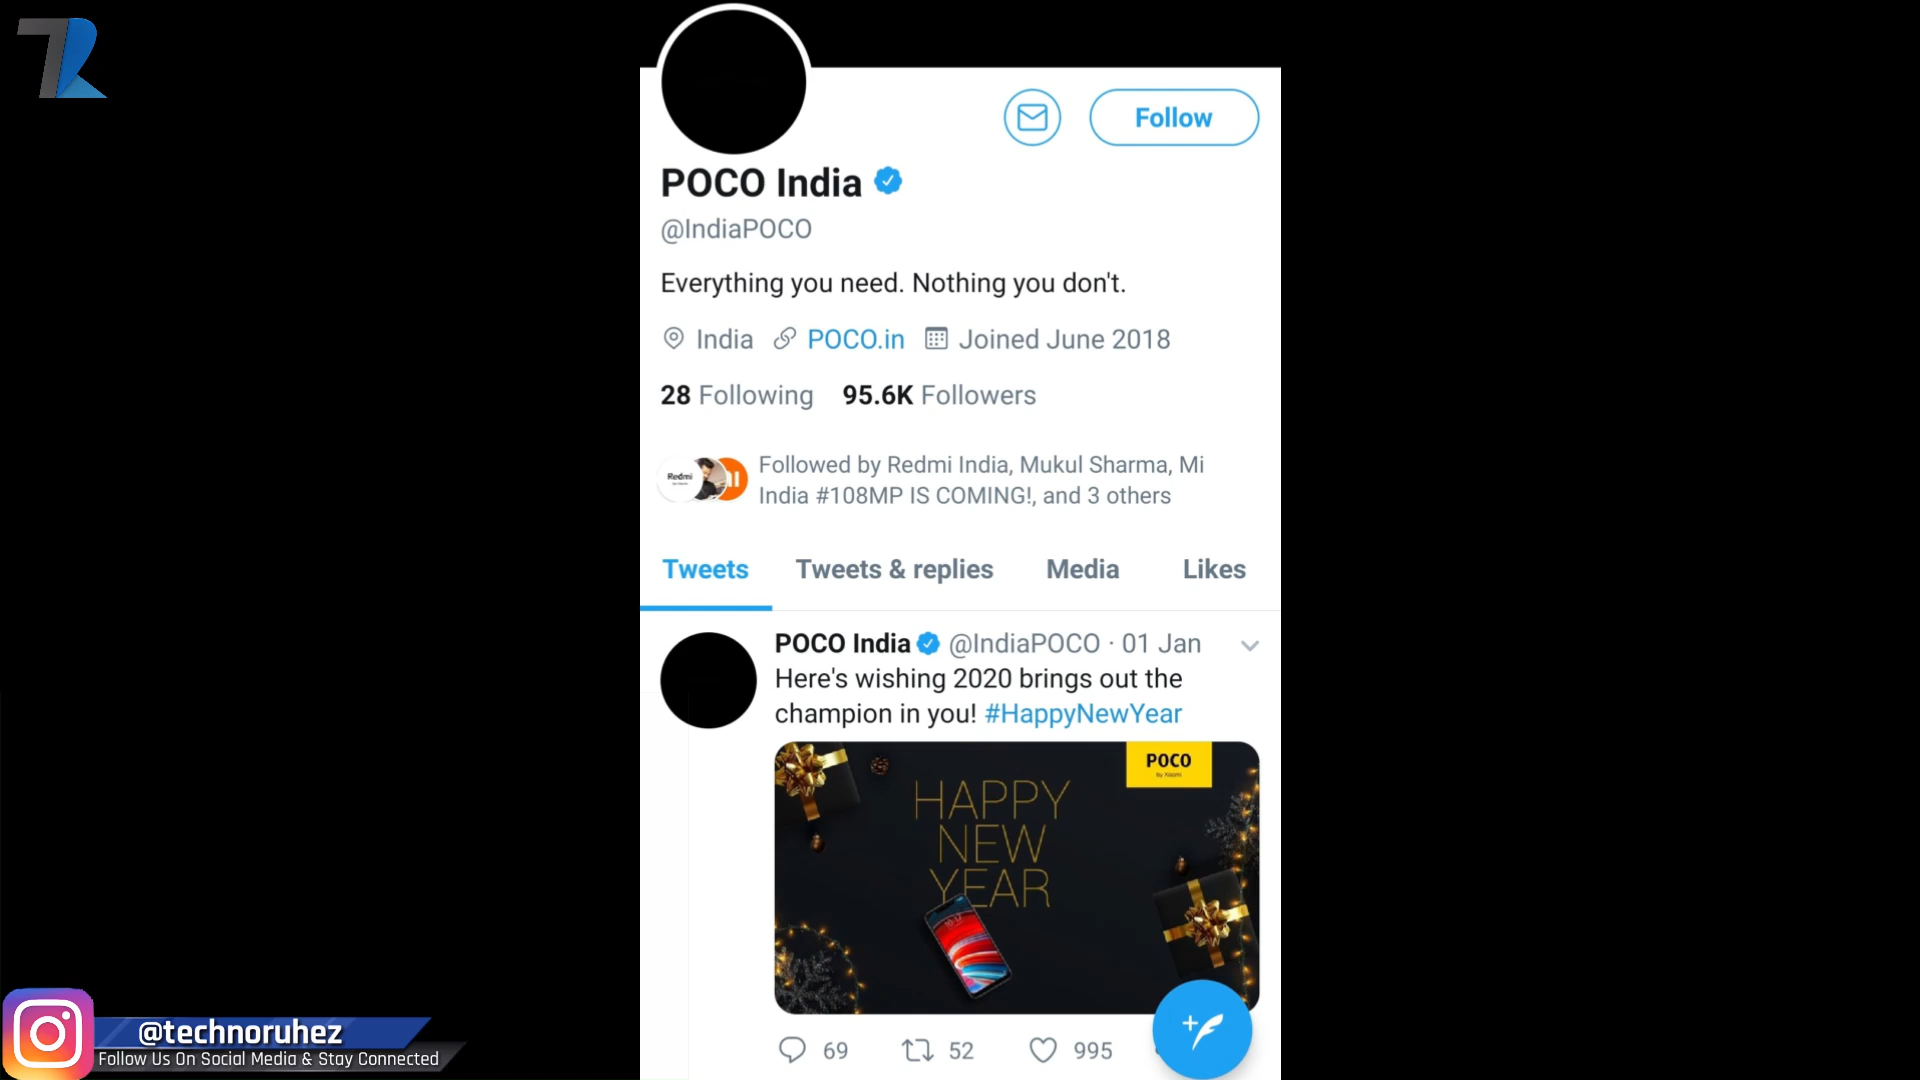 Follow
POCO India
@IndiaPOCO
Everything you need. Nothing you don't.
India POCO.in Joined June 2018
28 Following 95.6K Followers
Redmi
Followed by Redmi India, Mukul Sharma, Mi
India #108MP IS COMING!, and 3 others
Tweets Tweets & replies Media Likes
POCO India @IndiaPOCO · 01 Jan
Here's wishing 2020 brings out the
champion in you! #HappyNewYear
POCO
by Xiaomi
HAPPY
NEW
YEAR
69 52 995
@technoruhez
Follow Us On Social Media & Stay Connected